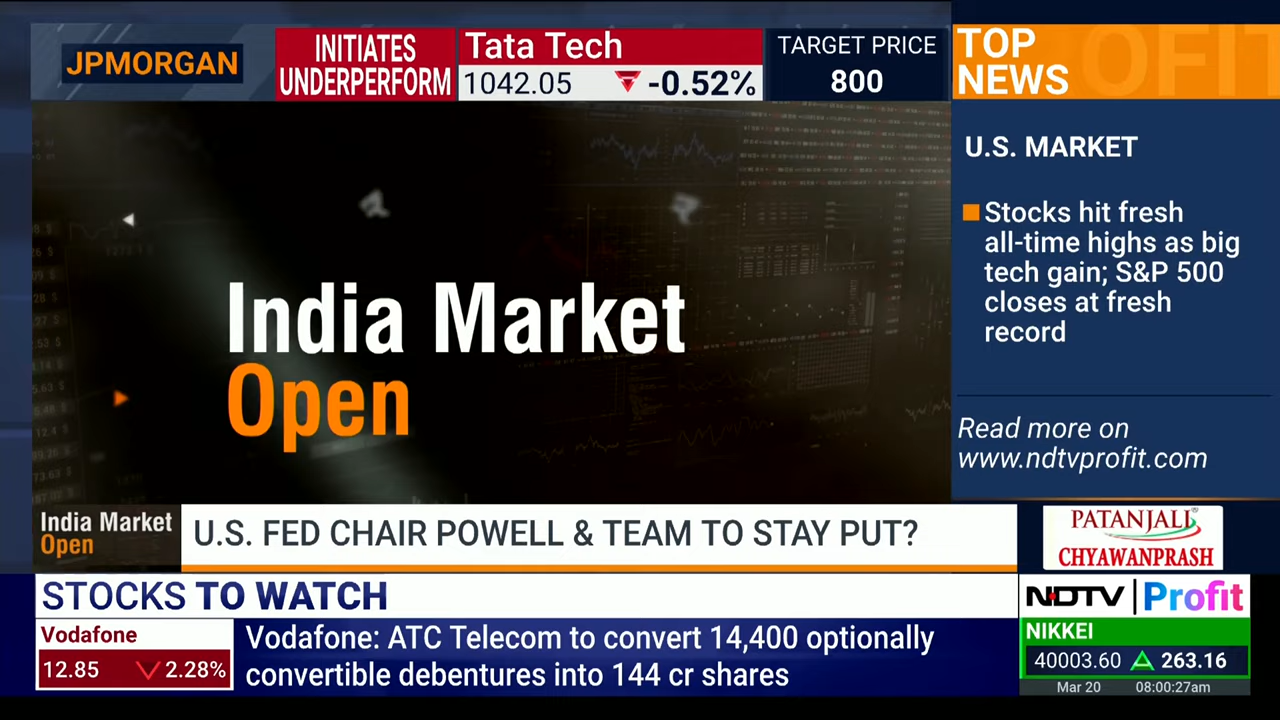 JPMORGAN
INITIATES
UNDERPERFORM
Tata Tech
1042.05 -0.52%
TARGET PRICE
800
TOP
NEWS
U.S. MARKET
Stocks hit fresh
all-time highs as big
tech gain; S&P 500
closes at fresh
record
Read more on
www.ndtvprofit.com
India Market
Open
India Market
Open
U.S. FED CHAIR POWELL & TEAM TO STAY PUT?
PATANJALI
CHYAWANPRASH
STOCKS TO WATCH
Vodafone
12.85 2.28%
Vodafone: ATC Telecom to convert 14,400 optionally
convertible debentures into 144 cr shares
NDTV Profit
NIKKEI
40003.60 263.16
Mar 20 08:00:27am